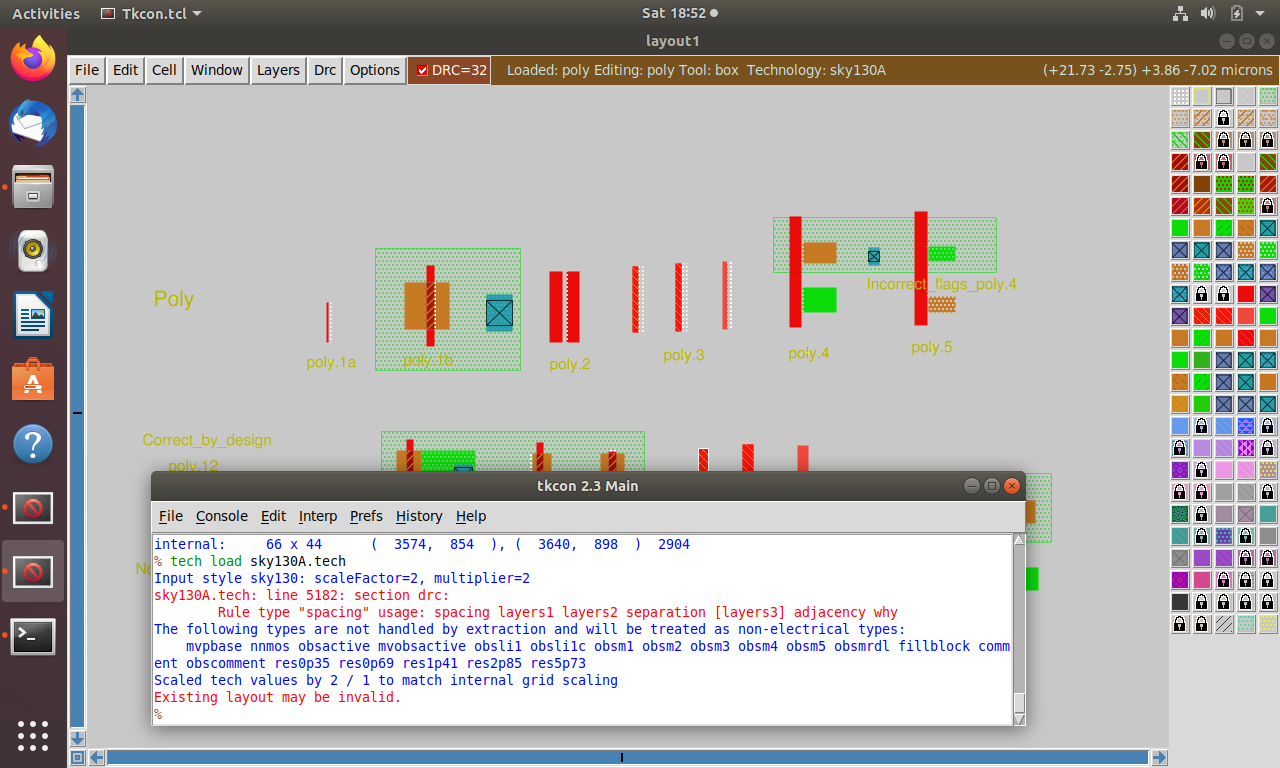 Activities Tkcon.tcl Sat 18:52
layout1
File Edit Cell Window Layers Drc Options DRC=32 Loaded: poly Editing: poly Tool: box Technology: sky130A (+21.73 -2.75) +3.86 -7.02 microns
Poly
Incorrect_flags_poly.4
poly.1a
poly.1b
poly.2
poly.3
poly.4
poly.5
Correct_by_design
poly.12
tkcon 2.3 Main
File Console Edit Interp Prefs History Help
internal: 66 x 44 ( 3574, 854 ), ( 3640, 898 ) 2904
% tech load sky130A.tech
Input style sky130: scaleFactor=2, multiplier=2
sky130A.tech: line 5182: section drc:
Rule type "spacing" usage: spacing layers1 layers2 separation [layers3] adjacency why
The following types are not handled by extraction and will be treated as non-electrical types:
mvpbase nnmos obsactive mvobsactive obsli1 obsli1c obsm1 obsm2 obsm3 obsm4 obsm5 obsmrdl fillblock comm
ent obscomment res0p35 res0p69 res1p41 res2p85 res5p73
Scaled tech values by 2 / 1 to match internal grid scaling
Existing layout may be invalid.
%